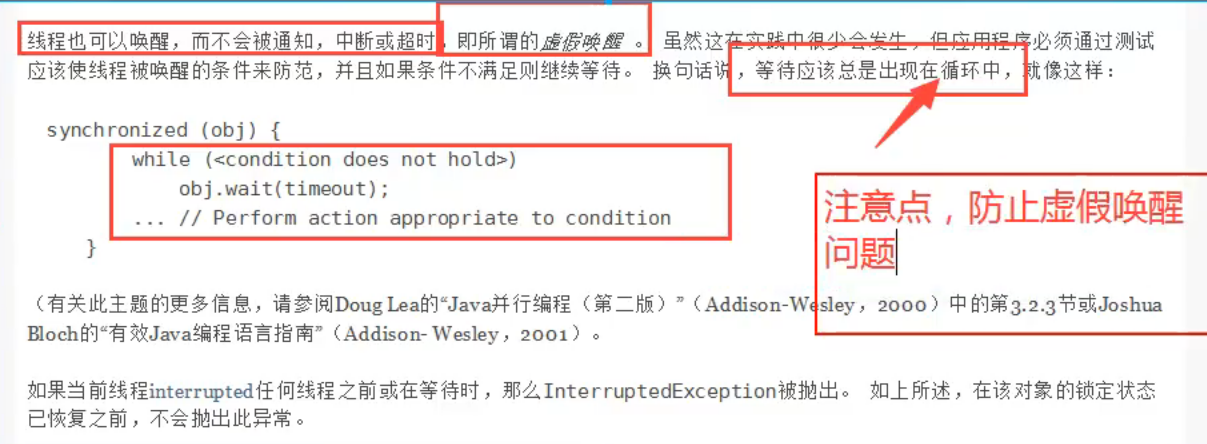 线程也可以唤醒，而不会被通知，中断或超时，即所谓的虚假唤醒 。 虽然这在实践中很少会发生，但应用程序必须通过测试
应该使线程被唤醒的条件来防范，并且如果条件不满足则继续等待。 换句话说，等待应该总是出现在循环中，就像这样：
synchronized (obj) {
while (<condition does not hold>)
obj.wait(timeout);
... // Perform action appropriate to condition
}
注意点，防止虚假唤醒
问题
（有关此主题的更多信息，请参阅Doug Lea的“Java并行编程（第二版）”（Addison-Wesley，2000）中的第3.2.3节或Joshua
Bloch的“有效Java编程语言指南”（Addison- Wesley，2001）。
如果当前线程interrupted任何线程之前或在等待时，那么InterruptedException被抛出。 如上所述，在该对象的锁定状态
已恢复之前，不会抛出此异常。